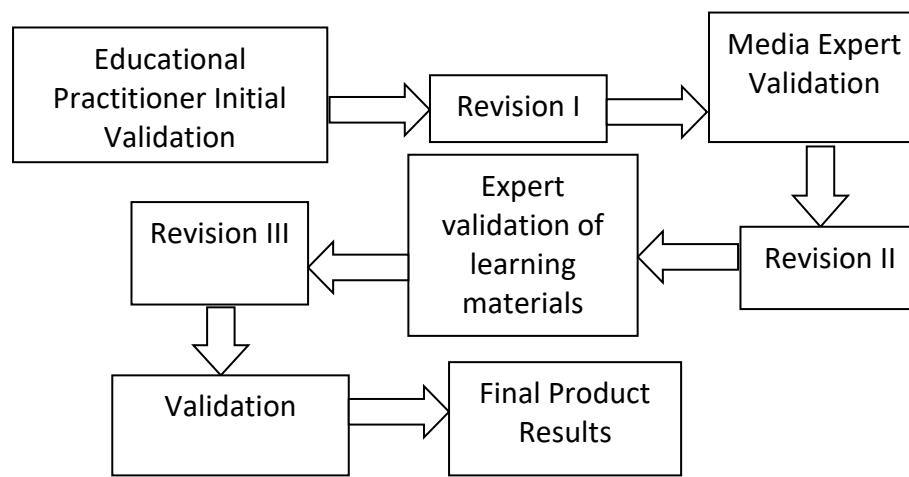 Educational
Practitioner Initial
Validation
Revision I
Media Expert
Validation
Revision II
Expert
validation of
learning
materials
Revision III
Validation
Final Product
Results